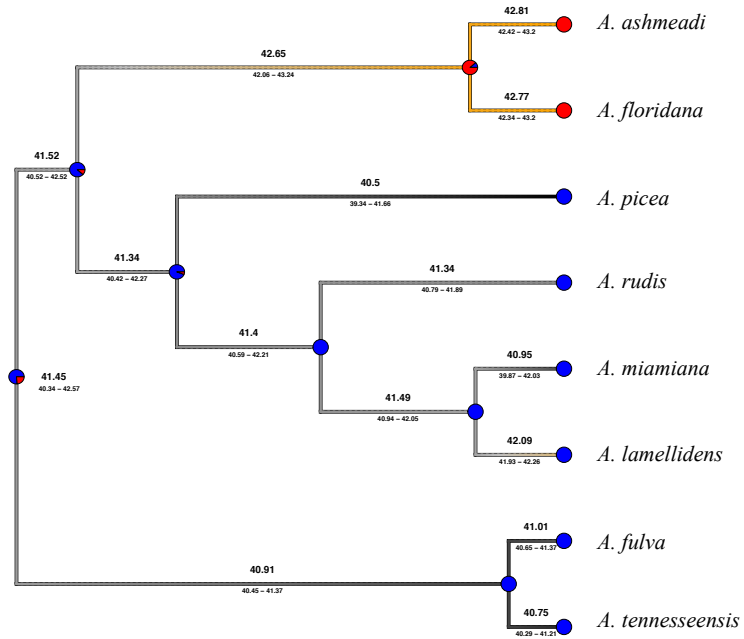 42.81
42.42 – 43.2
A. ashmeadi
42.65
42.06 – 43.24
42.77
42.34 – 43.2
A. floridana
41.52
40.52 – 42.52
40.5
39.34 – 41.66
A. picea
41.34
40.42 – 42.27
41.34
40.79 – 41.89
A. rudis
41.4
40.59 – 42.21
40.95
39.87 – 42.03
A. miamiana
41.45
40.34 – 42.57
41.49
40.94 – 42.05
42.09
41.93 – 42.26
A. lamellidens
41.01
40.65 – 41.37
A. fulva
40.91
40.45 – 41.37
40.75
40.29 – 41.21
A. tennesseensis